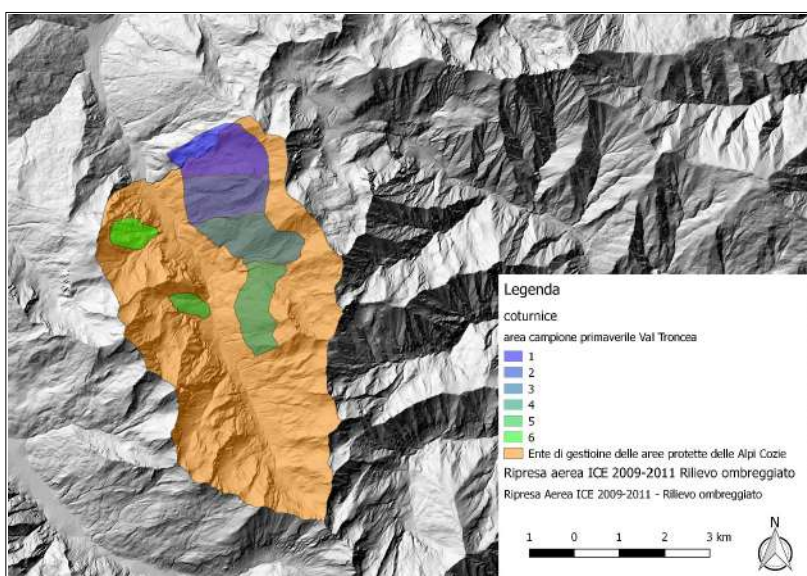 Legenda
coturnice
area campione primaverile Val Troncea
1
2
3
4
5
6
Ente di gestioine delle aree protette delle Alpi Cozie
Ripresa aerea ICE 2009-2011 Rilievo ombreggiato
Ripresa Aerea ICE 2009-2011 - Rilievo ombreggiato
1 0 1 2 3 km
N